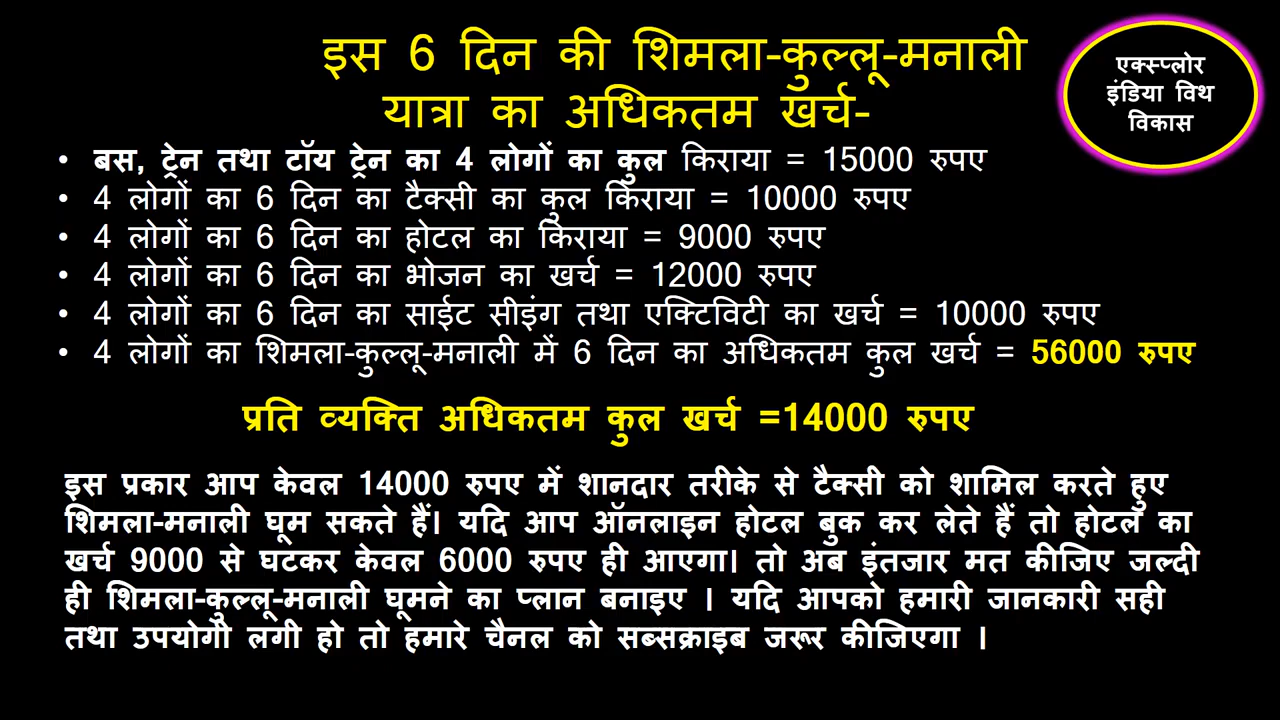 इस 6 दिन की शिमला-कुल्लू-मनाली
यात्रा का अधिकतम खर्च-
एक्स्प्लोर
इंडिया विथ
विकास
• बस, ट्रेन तथा टॉय ट्रेन का 4 लोगों का कुल किराया = 15000 रुपए
• 4 लोगों का 6 दिन का टैक्सी का कुल किराया = 10000 रुपए
• 4 लोगों का 6 दिन का होटल का किराया = 9000 रुपए
• 4 लोगों का 6 दिन का भोजन का खर्च = 12000 रुपए
• 4 लोगों का 6 दिन का साईट सीइंग तथा एक्टिविटी का खर्च = 10000 रुपए
• 4 लोगों का शिमला-कुल्लू-मनाली में 6 दिन का अधिकतम कुल खर्च = 56000 रुपए
प्रति व्यक्ति अधिकतम कुल खर्च =14000 रुपए
इस प्रकार आप केवल 14000 रुपए में शानदार तरीके से टैक्सी को शामिल करते हुए
शिमला-मनाली घूम सकते हैं। यदि आप ऑनलाइन होटल बुक कर लेते हैं तो होटल का
खर्च 9000 से घटकर केवल 6000 रुपए ही आएगा। तो अब इंतजार मत कीजिए जल्दी
ही शिमला-कुल्लू-मनाली घूमने का प्लान बनाइए । यदि आपको हमारी जानकारी सही
तथा उपयोगी लगी हो तो हमारे चैनल को सब्सक्राइब जरूर कीजिएगा ।